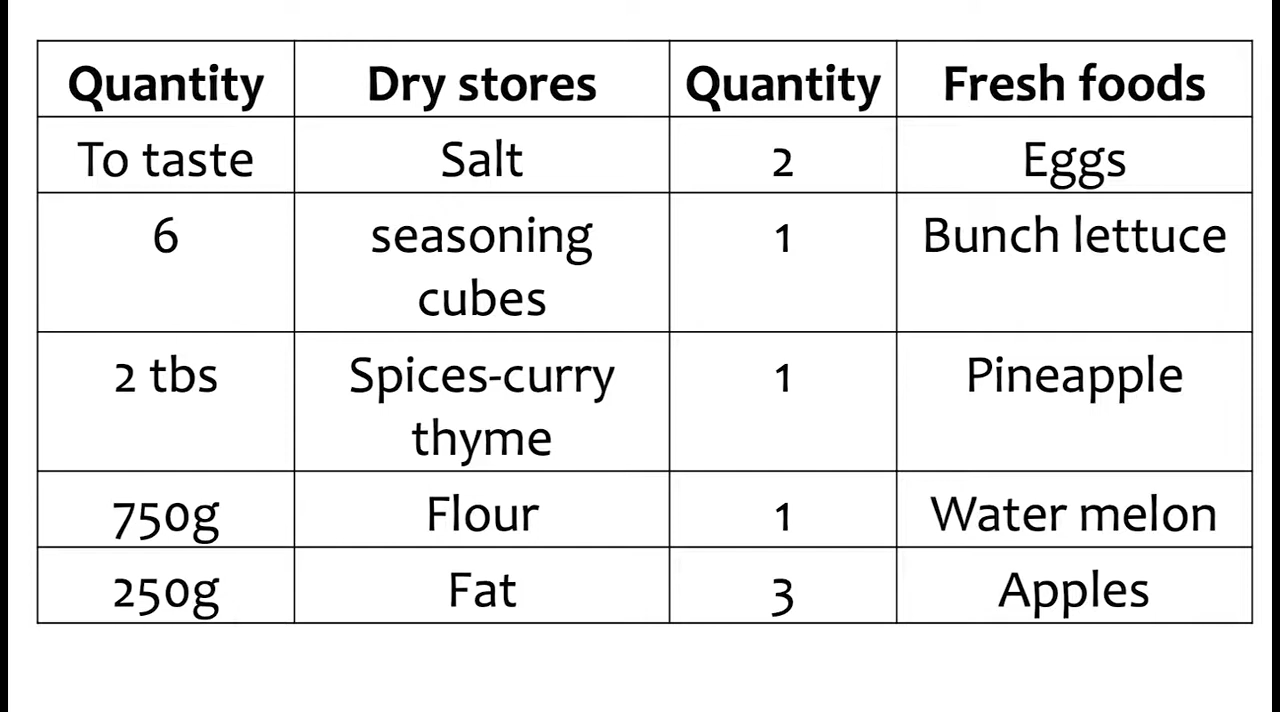 Quantity Dry stores Quantity Fresh foods
To taste Salt 2 Eggs
6 seasoning 1 Bunch lettuce
cubes
2 tbs Spices-curry 1 Pineapple
thyme
750g Flour 1 Water melon
250g Fat 3 Apples